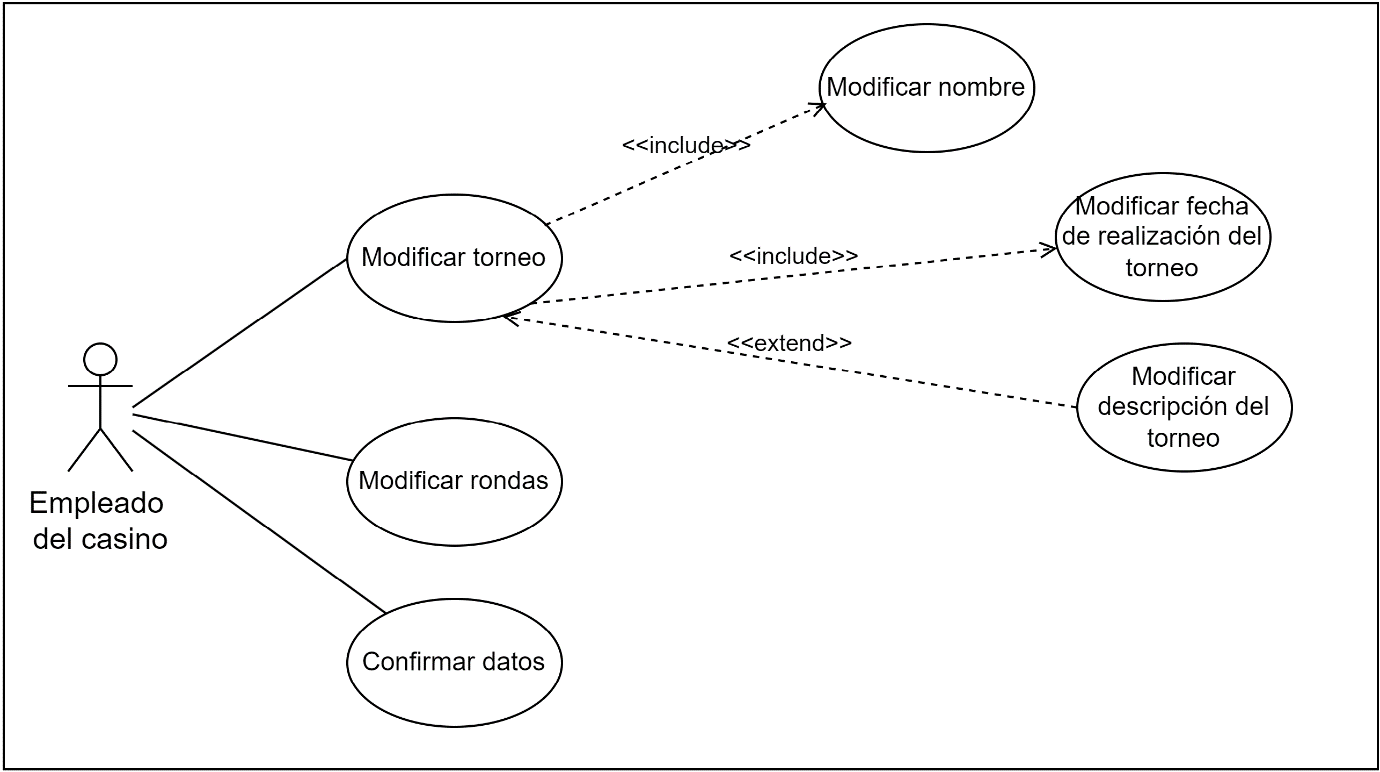 Modificar nombre
<<include>>
Modificar fecha
de realización del
torneo
Modificar torneo
<<include>>
<<extend>>
Modificar
descripción del
torneo
Modificar rondas
Empleado
del casino
Confirmar datos